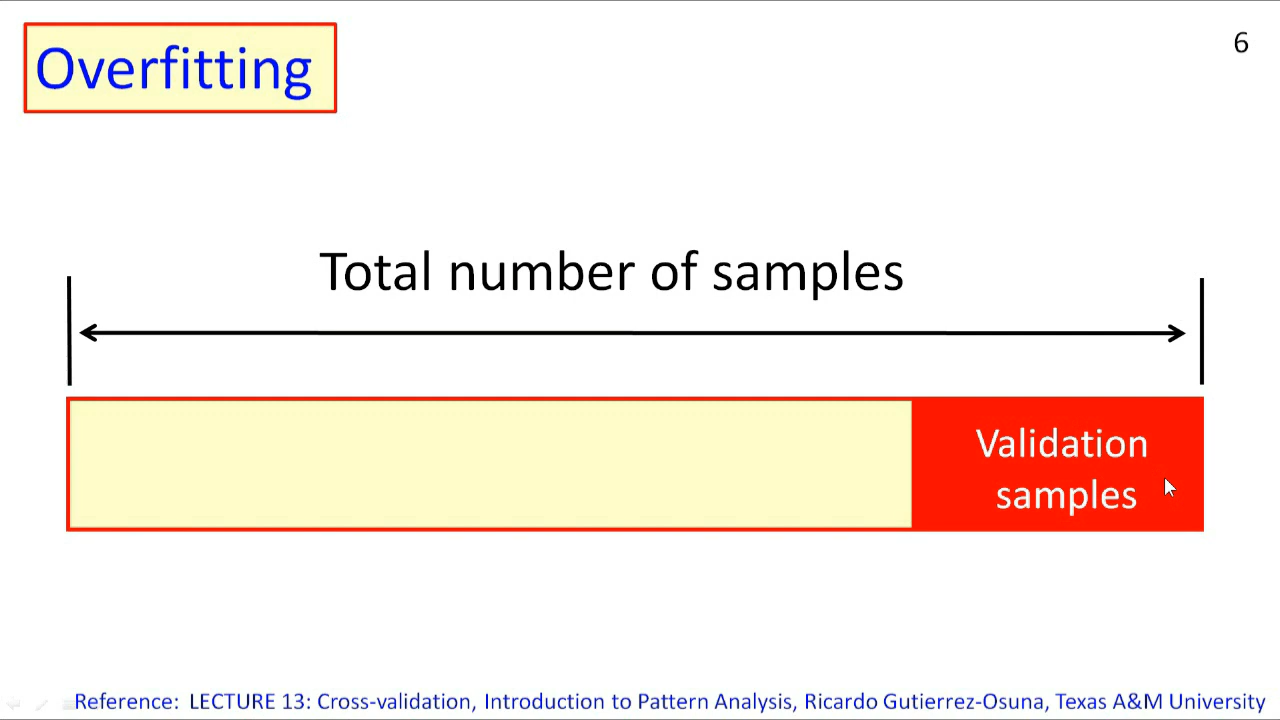 Overfitting
6
Total number of samples
Validation
samples
Reference: LECTURE 13: Cross-validation, Introduction to Pattern Analysis, Ricardo Gutierrez-Osuna, Texas A&M University